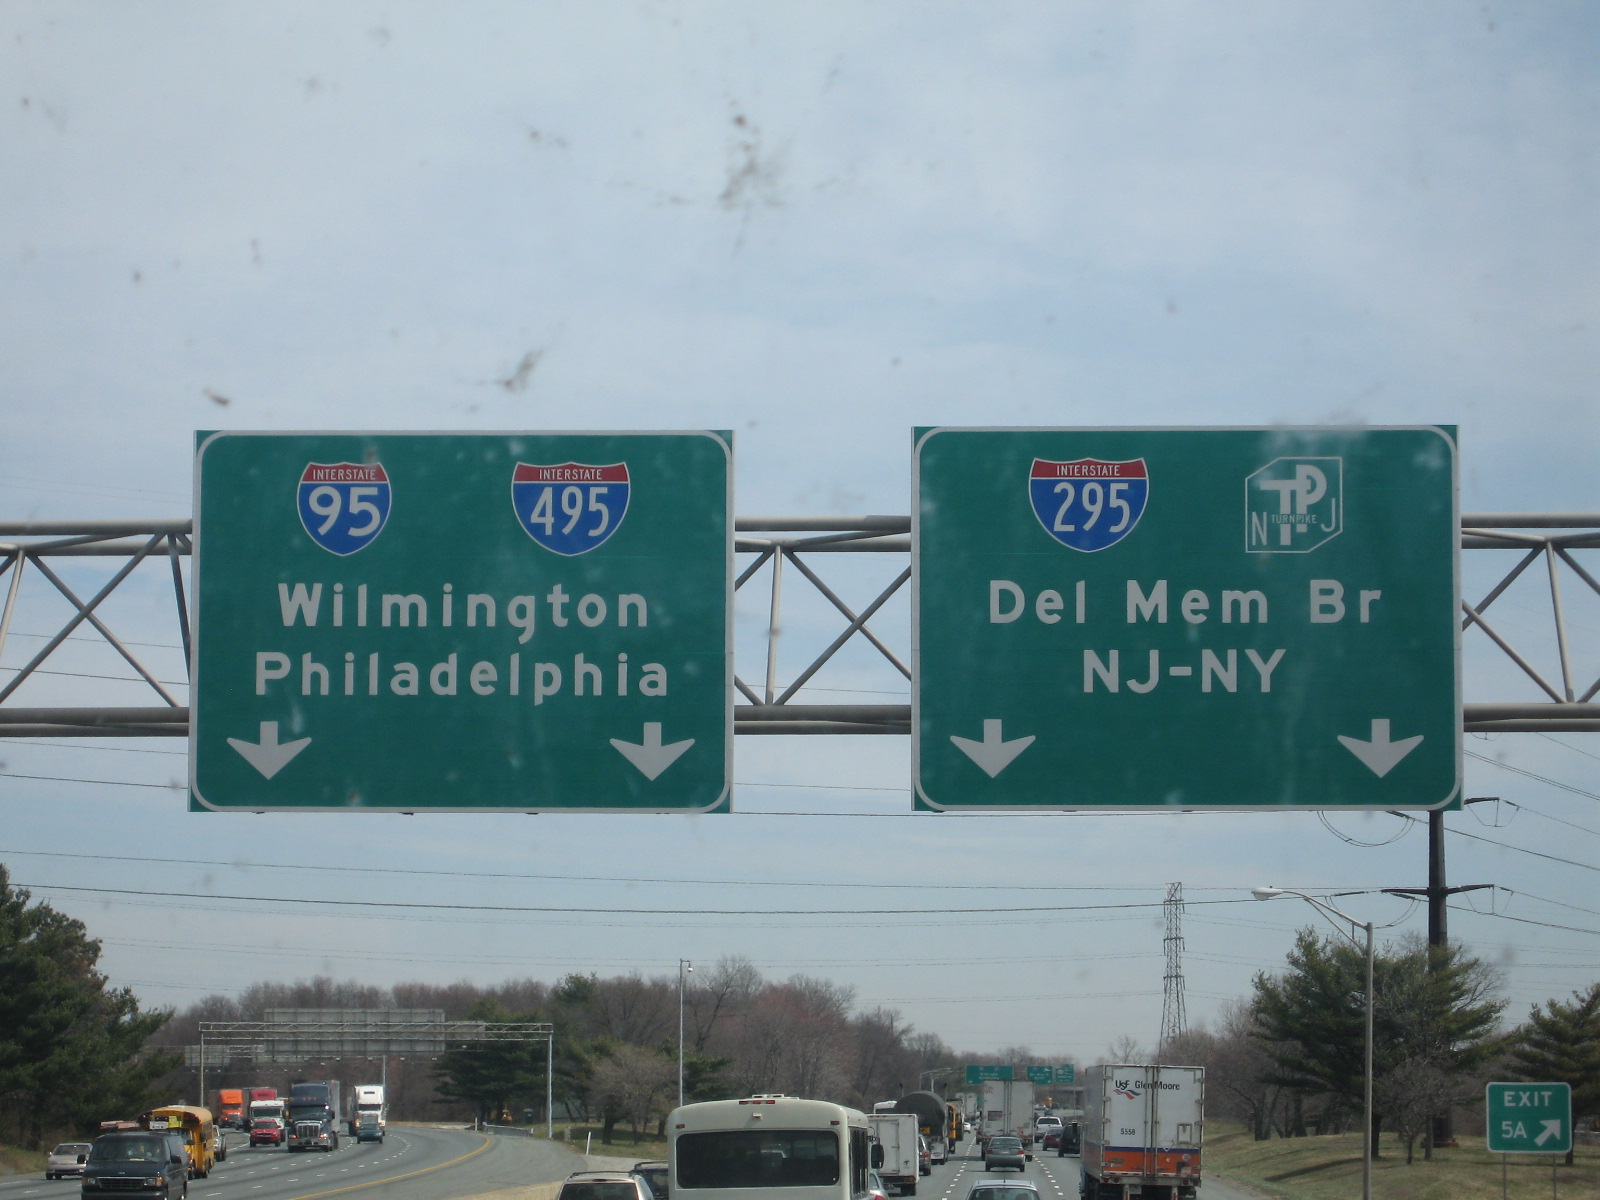 INTERSTATE
95
INTERSTATE
495
Wilmington
Philadelphia
INTERSTATE
295
TP
N TURNPIKE J
Del Mem Br
NJ-NY
USF Glen Moore
5558
EXIT
5A